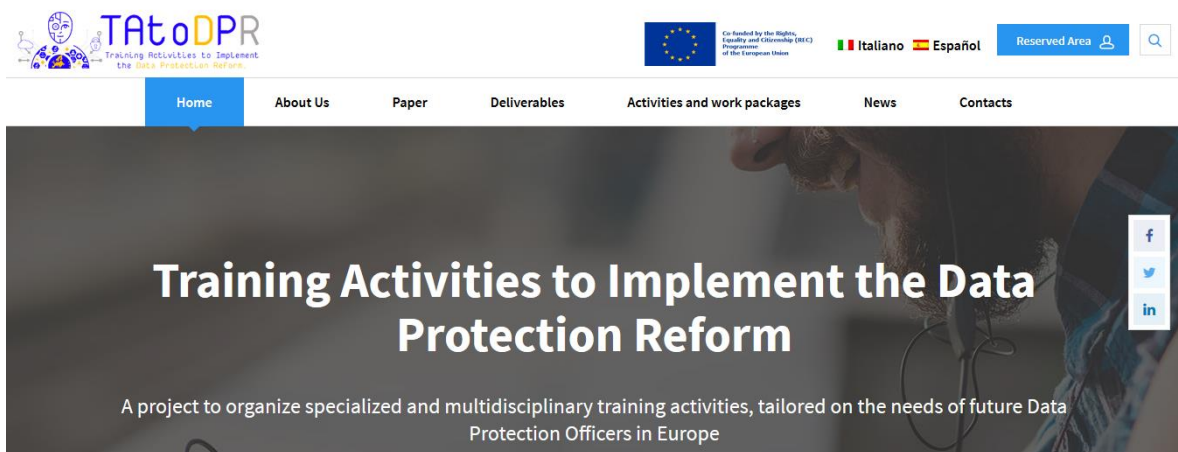 TAtoDPR
Training Activities to Implement
the Data Protection Reform
Co-funded by the Rights,
Equality and Citizenship (REC)
Programme
of the European Union
Italiano Español
Reserved Area
Home About Us Paper Deliverables Activities and work packages News Contacts
f
in
Training Activities to Implement the Data
Protection Reform
A project to organize specialized and multidisciplinary training activities, tailored on the needs of future Data
Protection Officers in Europe